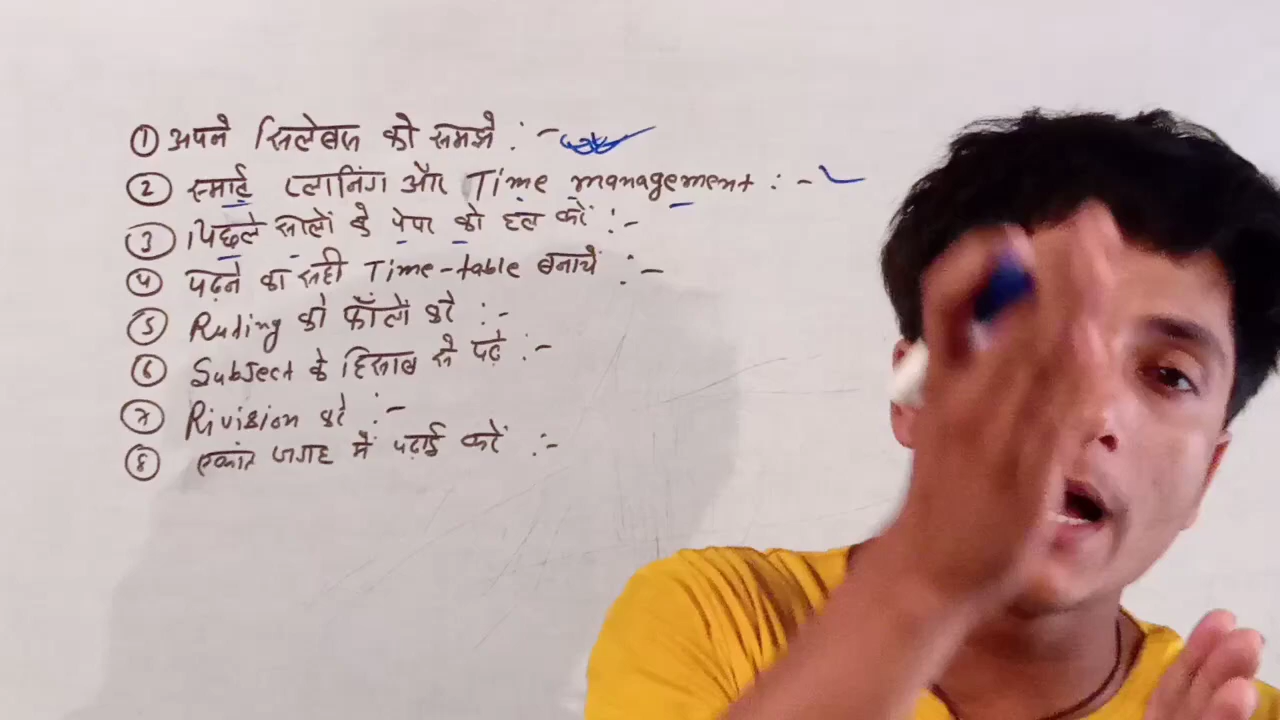 ① अपने सिलेबस को समझे :-
② स्मार्ट प्लानिंग और Time management :-
③ पिछले सालों के पेपर को हल करें :-
④ पढ़ने का सही Time-table बनायें :-
⑤ Ruding को फॉलों करे :-
⑥ Subject के हिसाब से पढ़े :-
⑦ Rivision करे :-
⑧ एकांत जगह में पढ़ाई करें :-